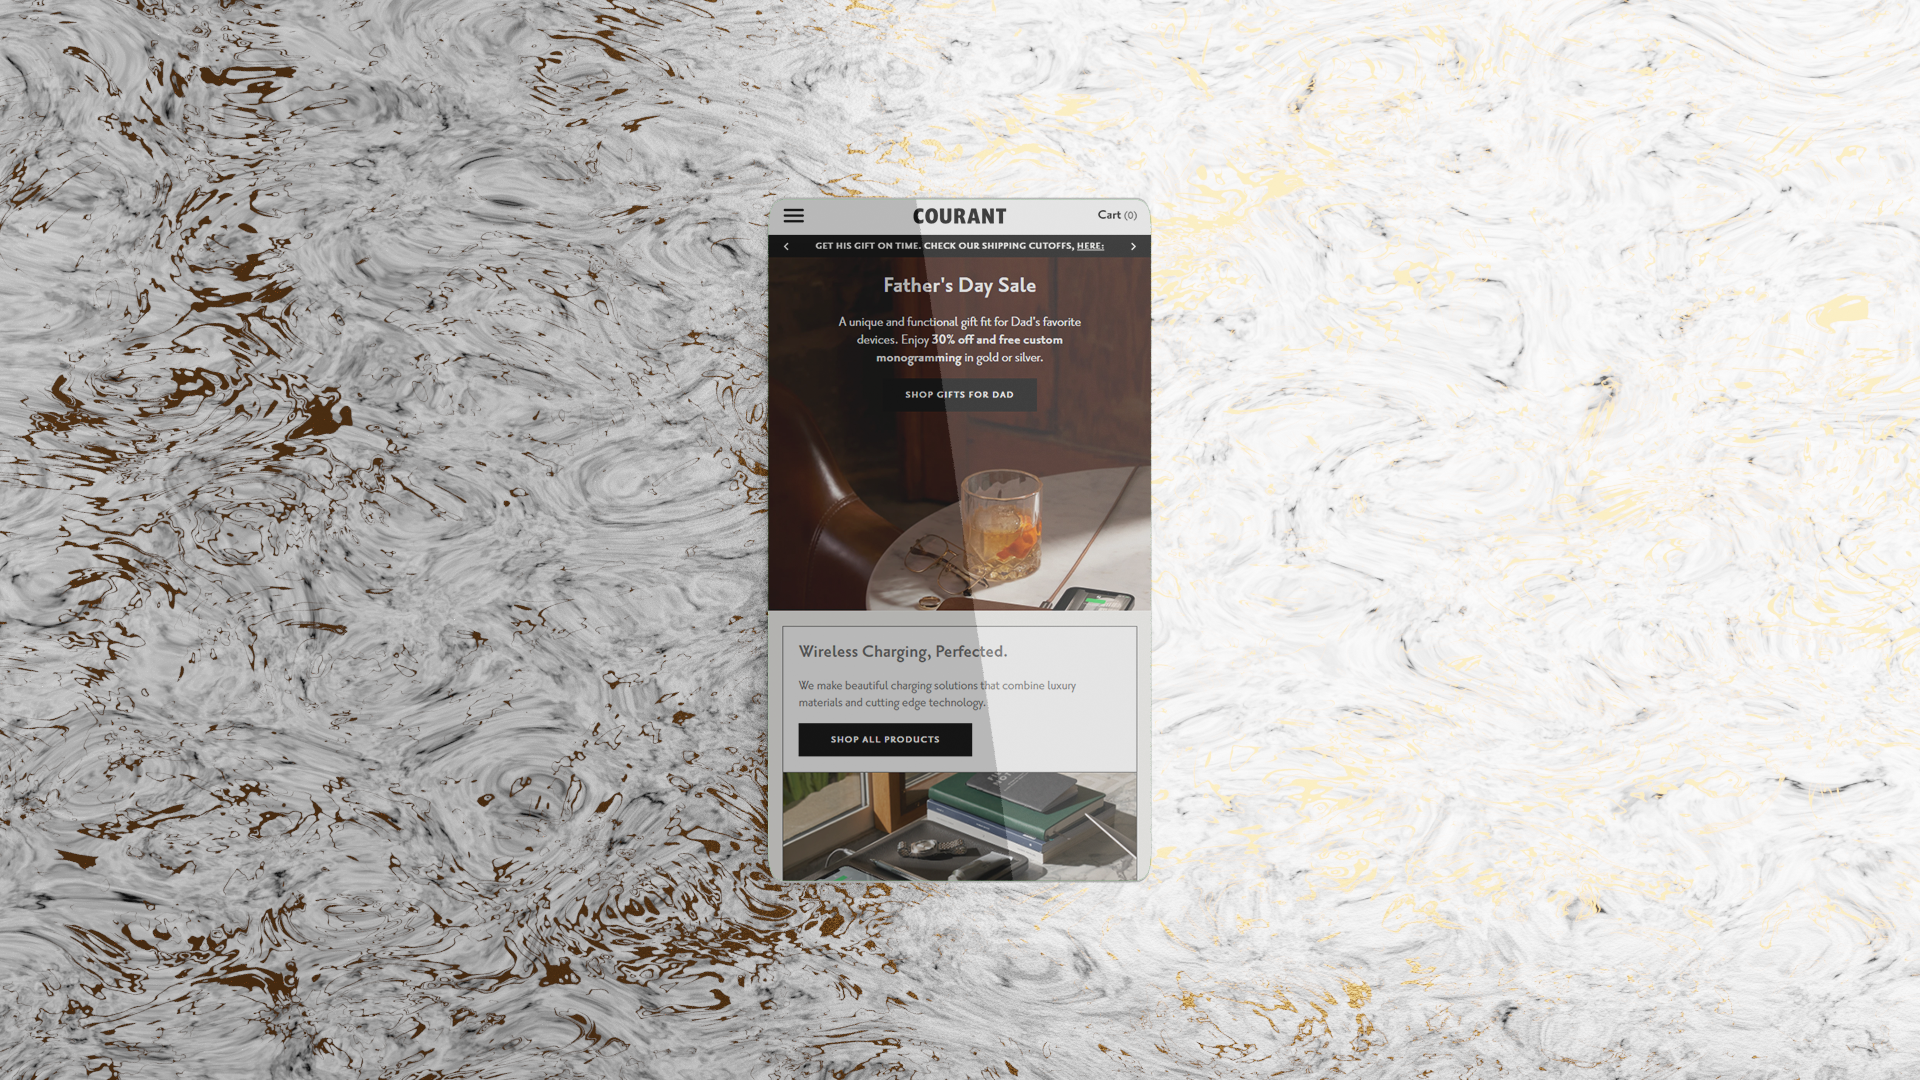 COURANT
Cart (0)
GET HIS GIFT ON TIME. CHECK OUR SHIPPING CUTOFFS, HERE:
Father's Day Sale
A unique and functional gift fit for Dad's favorite
devices. Enjoy 30% off and free custom
monogramming in gold or silver.
SHOP GIFTS FOR DAD
Wireless Charging, Perfected.
We make beautiful charging solutions that combine luxury
materials and cutting edge technology.
SHOP ALL PRODUCTS